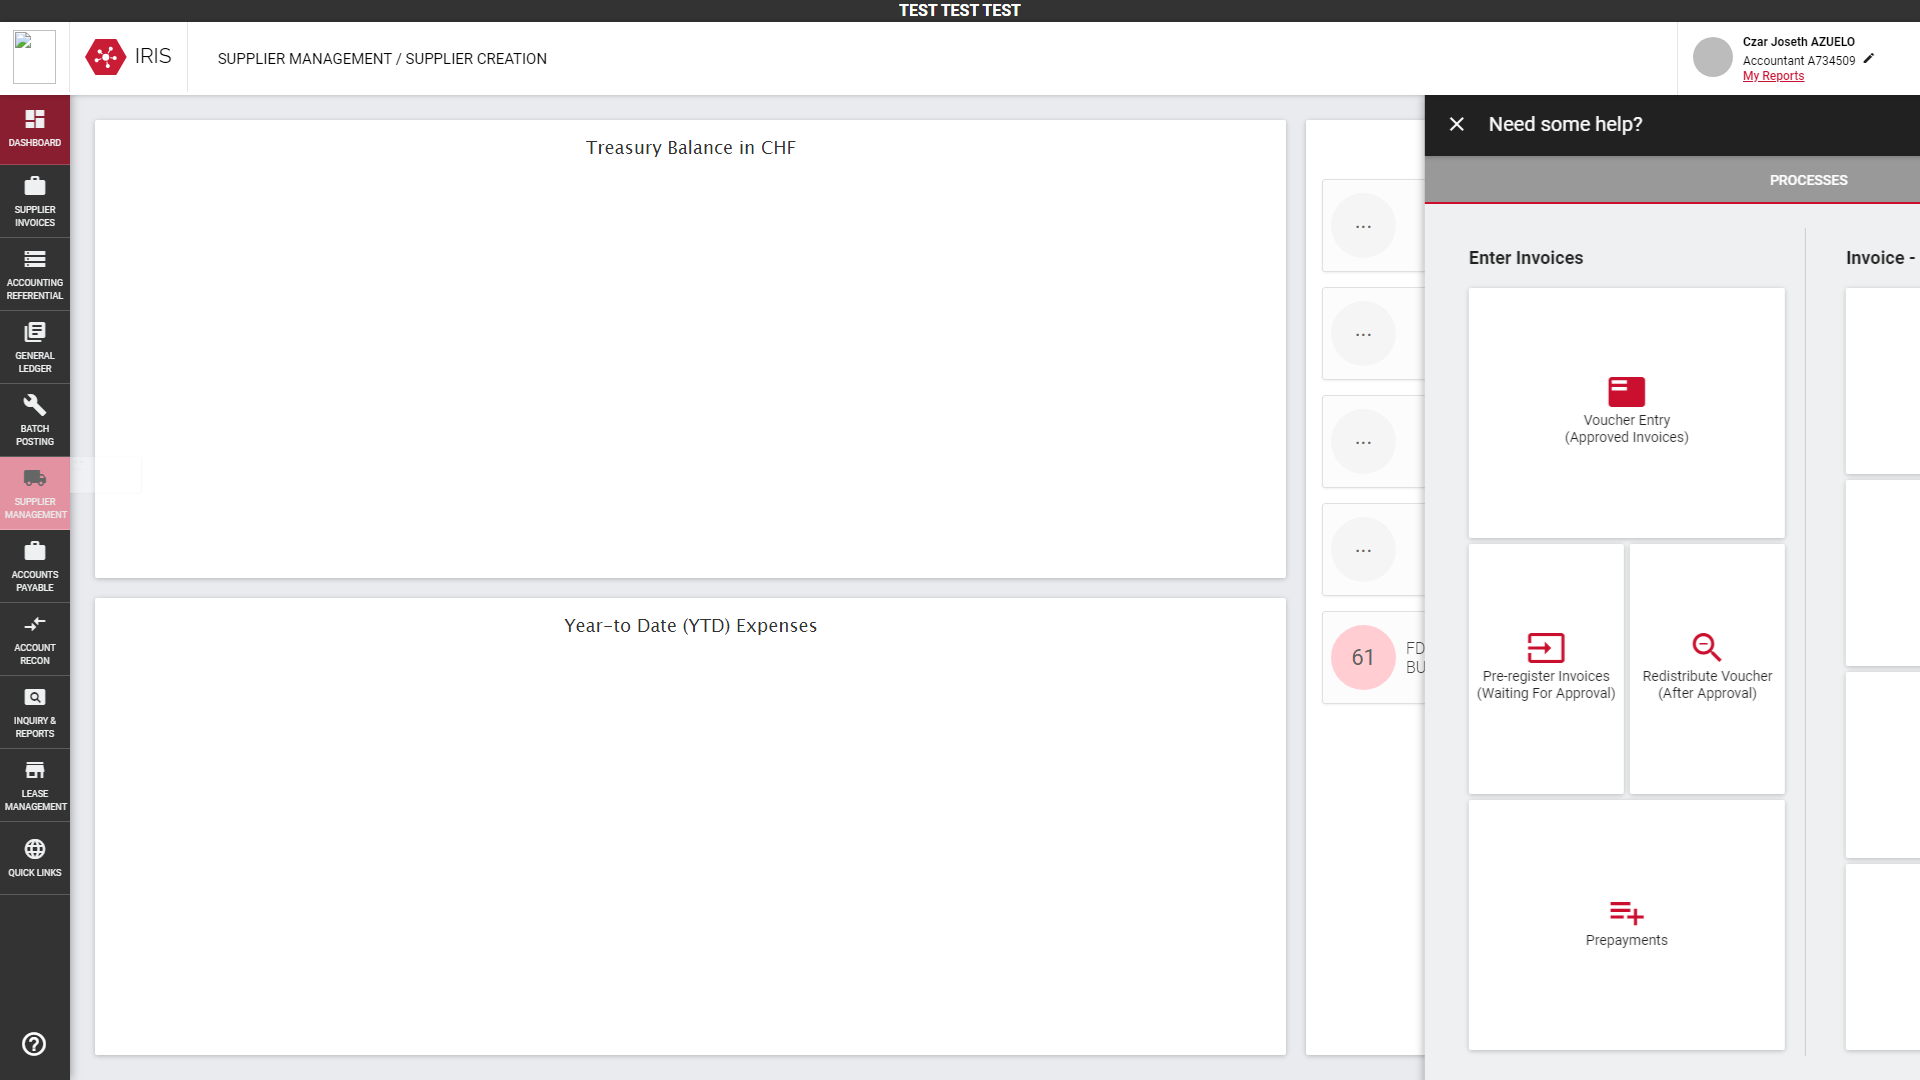 TEST TEST TEST
IRIS
SUPPLIER MANAGEMENT / SUPPLIER CREATION
Czar Joseth AZUELO
Accountant A734509
My Reports
DASHBOARD
SUPPLIER
INVOICES
ACCOUNTING
REFERENTIAL
GENERAL
LEDGER
BATCH
POSTING
SUPPLIER
MANAGEMENT
ACCOUNTS
PAYABLE
ACCOUNT
RECON
INQUIRY &
REPORTS
LEASE
MANAGEMENT
QUICK LINKS
Treasury Balance in CHF
Year-to Date (YTD) Expenses
...
...
...
...
61
FD
BU
Need some help?
PROCESSES
Enter Invoices
Voucher Entry
(Approved Invoices)
Pre-register Invoices
(Waiting For Approval)
Redistribute Voucher
(After Approval)
Prepayments
Invoice -